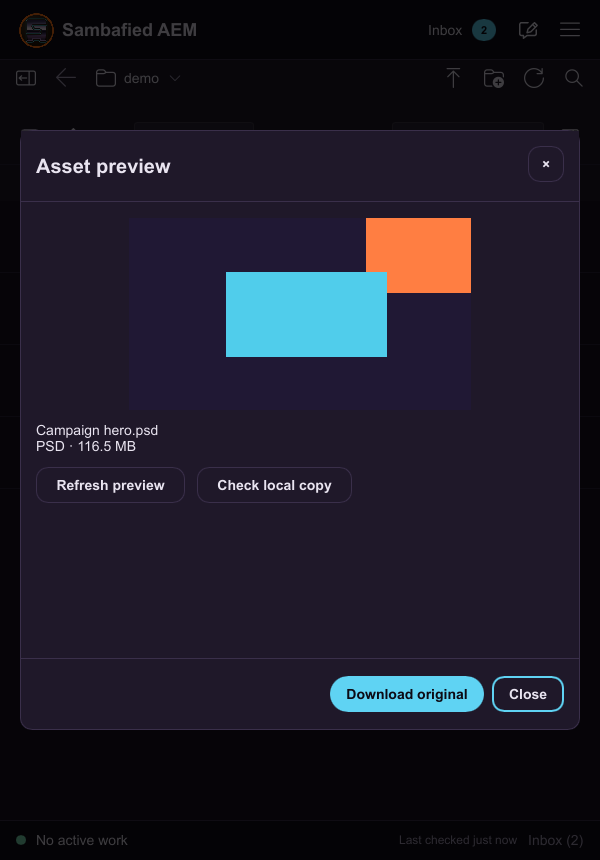 Sambafied AEM
Inbox 2
demo
Asset preview
×
Campaign hero.psd
PSD · 116.5 MB
Refresh preview
Check local copy
Download original
Close
No active work
Last checked just now
Inbox (2)